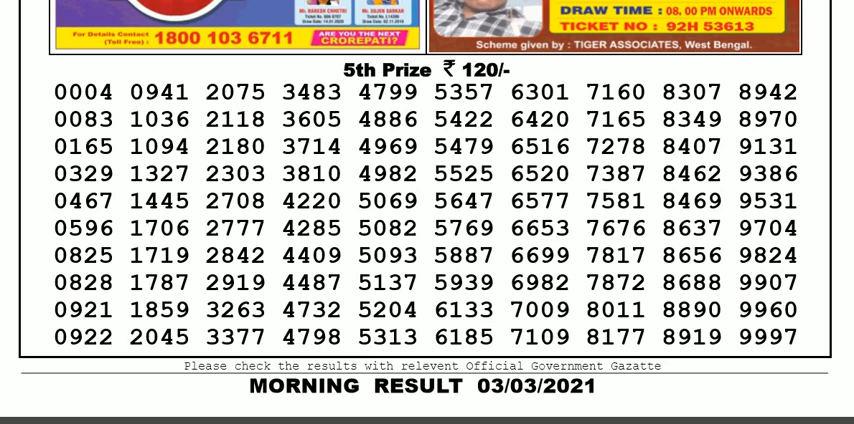 Mr. NARESH CHHETRI
Mr. SUJAN SARKAR
For Details Contact
(Toll Free) : 1800 103 6711
ARE YOU THE NEXT
CROREPATI?
DRAW TIME : 08. 00 PM ONWARDS
TICKET NO : 92H 53613
Scheme given by : TIGER ASSOCIATES, West Bengal.
5th Prize ₹ 120/-
0004 0941 2075 3483 4799 5357 6301 7160 8307 8942
0083 1036 2118 3605 4886 5422 6420 7165 8349 8970
0165 1094 2180 3714 4969 5479 6516 7278 8407 9131
0329 1327 2303 3810 4982 5525 6520 7387 8462 9386
0467 1445 2708 4220 5069 5647 6577 7581 8469 9531
0596 1706 2777 4285 5082 5769 6653 7676 8637 9704
0825 1719 2842 4409 5093 5887 6699 7817 8656 9824
0828 1787 2919 4487 5137 5939 6982 7872 8688 9907
0921 1859 3263 4732 5204 6133 7009 8011 8890 9960
0922 2045 3377 4798 5313 6185 7109 8177 8919 9997
Please check the results with relevent Official Government Gazatte
MORNING RESULT 03/03/2021